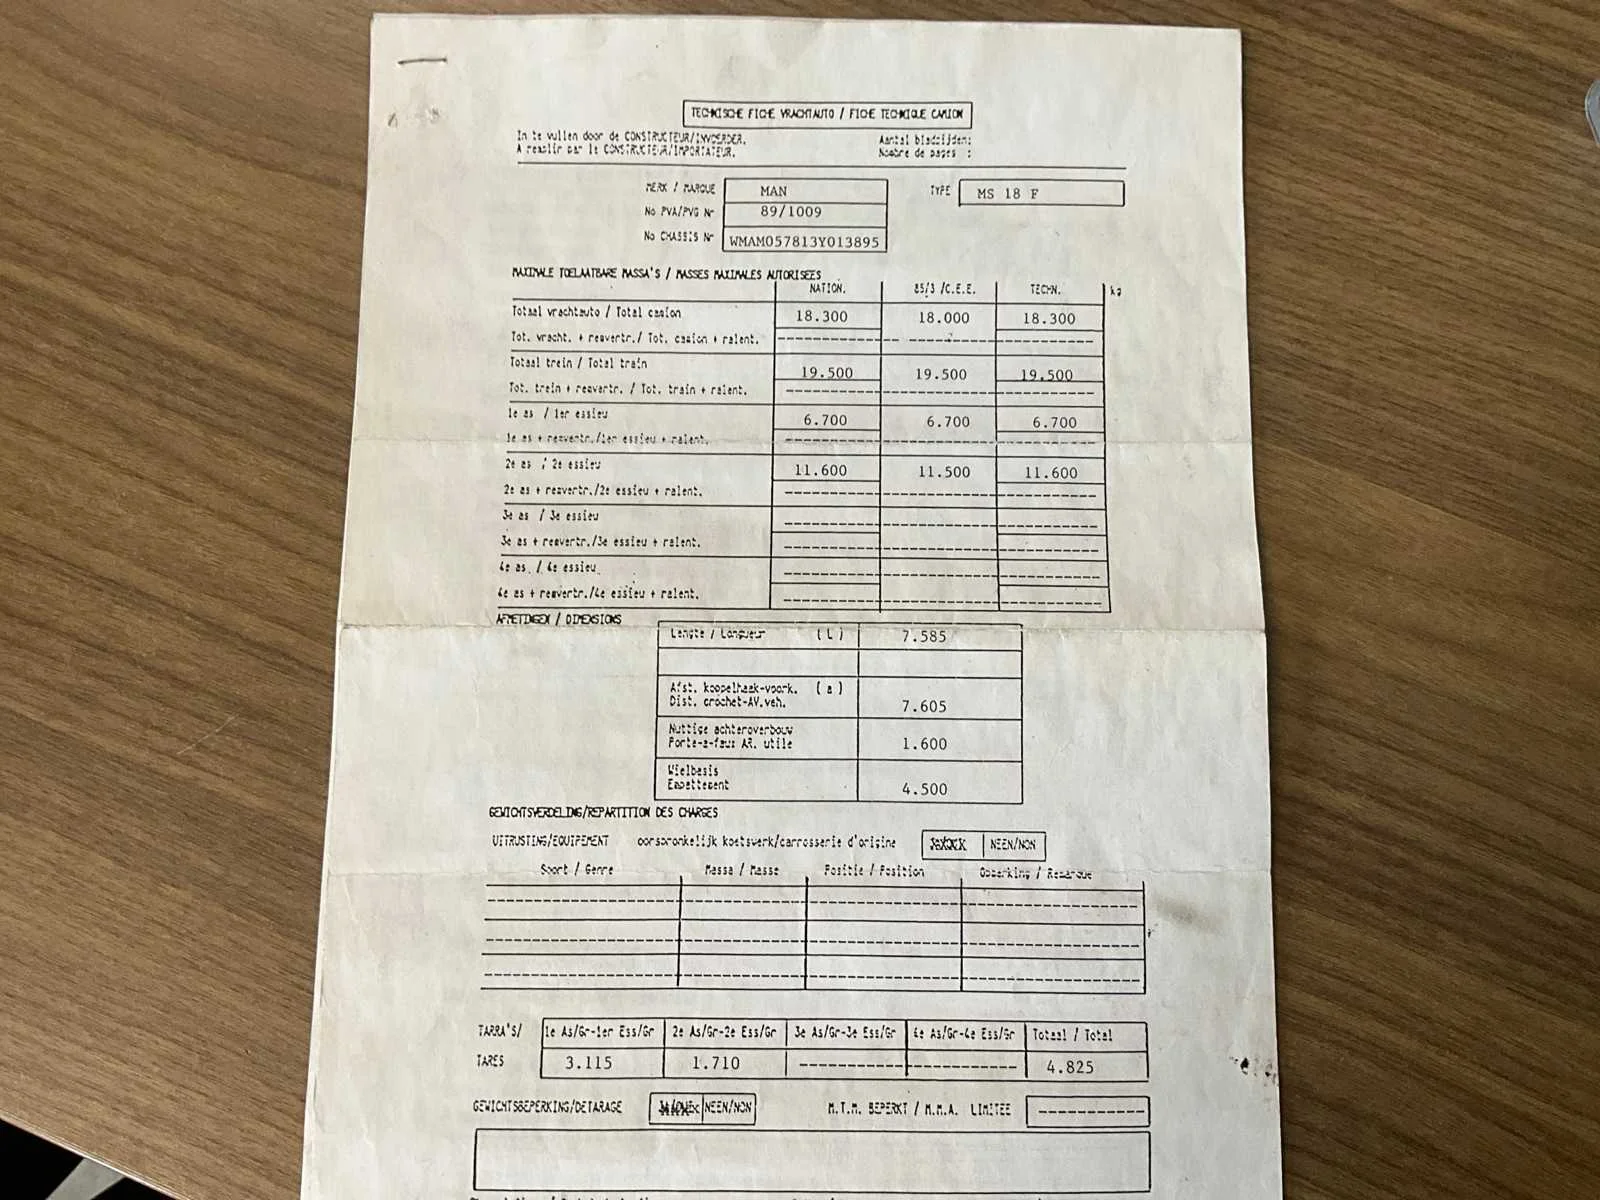 TECHNISCHE FICHE VRACHTAUTO / FICHE TECHNIQUE CAMION
In te vullen door de CONSTRUCTEUR/INVOERDER.
A remplir par le CONSTRUCTEUR/IMPORTATEUR.
Aantal bladzijden:
Nombre de pages :
MERK / MARQUE MAN
TYPE MS 18 F
No PVA/PVG Nr 89/1009
No CHASSIS Nr WMAM057813Y013895
MAXIMALE TOELAATBARE MASSA'S / MASSES MAXIMALES AUTORISEES
NATION. 85/3 /C.E.E. TECHN. kg
Totaal vrachtauto / Total camion 18.300 18.000 18.300
Tot. vracht. + reavertr./ Tot. camion + ralent.
Totaal trein / Total train 19.500 19.500 19.500
Tot. trein + reavertr. / Tot. train + ralent.
1e as / 1er essieu 6.700 6.700 6.700
1e as + reavertr./1er essieu + ralent.
2e as / 2e essieu 11.600 11.500 11.600
2e as + reavertr./2e essieu + ralent.
3e as / 3e essieu
3e as + reavertr./3e essieu + ralent.
4e as / 4e essieu
4e as + reavertr./4e essieu + ralent.
AFMETINGEN / DIMENSIONS
Lengte / Longueur (L) 7.585
Afst. koppelhaak-voork. (a)
Dist. crochet-AV.veh. 7.605
Nuttige achteroverbouw
Porte-a-faux AR. utile 1.600
Wielbasis
Empattement 4.500
GEWICHTSVERDELING/REPARTITION DES CHARGES
UITRUSTING/EQUIPEMENT oorspronkelijk koetswerk/carrosserie d'origine NEEN/NON
Soort / Genre Massa / Masse Positie / Position Opmerking / Remarque
TARRA'S/ 1e As/Gr-1er Ess/Gr 2e As/Gr-2e Ess/Gr 3e As/Gr-3e Ess/Gr 4e As/Gr-4e Ess/Gr Totaal / Total
TARES 3.115 1.710 4.825
GEWICHTSBEPERKING/DETARAGE NEEN/NON M.T.M. BEPERKT / M.M.A. LIMITEE